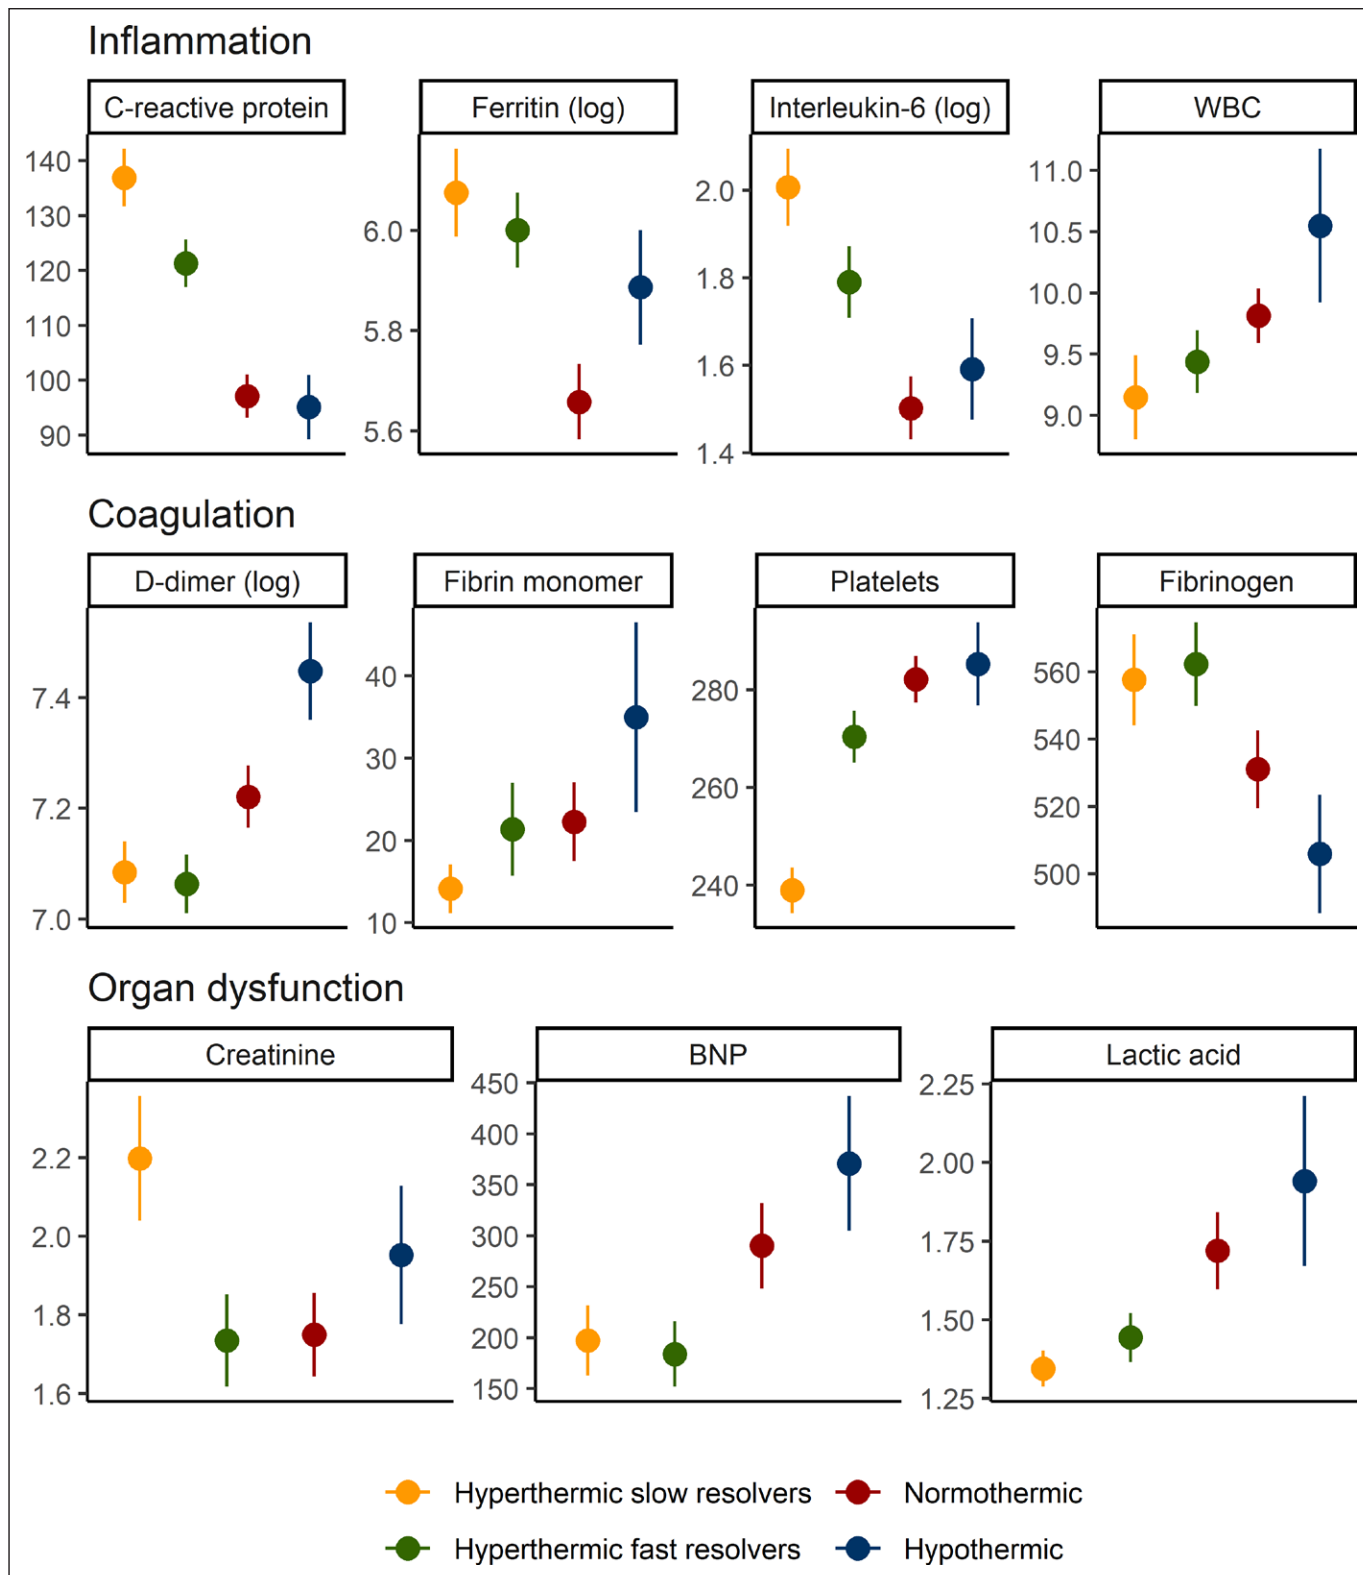 Inflammation
C-reactive protein
Ferritin (log)
Interleukin-6 (log)
WBC
140
130
120
110
100
90
6.0
5.8
5.6
2.0
1.8
1.6
1.4
11.0
10.5
10.0
9.5
9.0
Coagulation
D-dimer (log)
Fibrin monomer
Platelets
Fibrinogen
7.4
7.2
7.0
40
30
20
10
280
260
240
560
540
520
500
Organ dysfunction
Creatinine
BNP
Lactic acid
2.2
2.0
1.8
1.6
450
400
350
300
250
200
150
2.25
2.00
1.75
1.50
1.25
Hyperthermic slow resolvers
Normothermic
Hyperthermic fast resolvers
Hypothermic